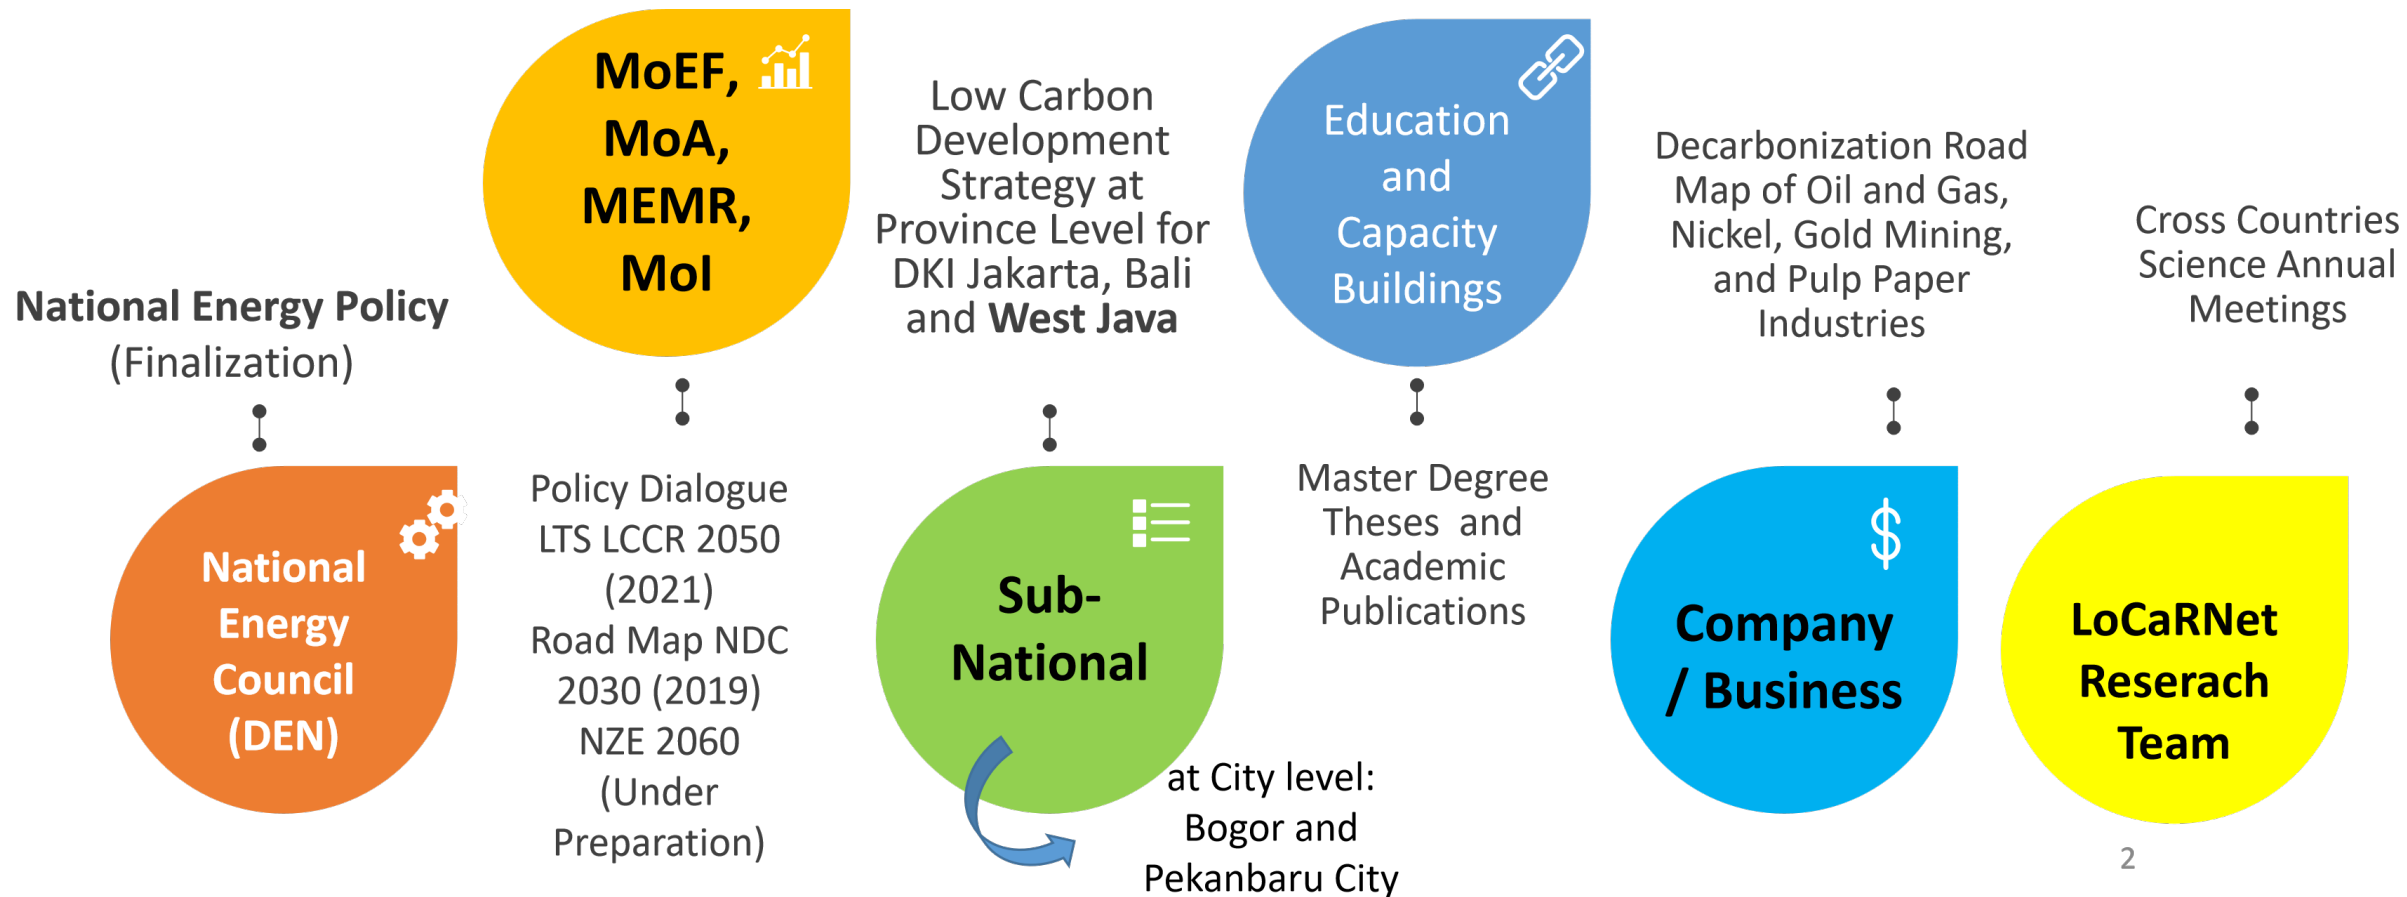 National Energy Policy
(Finalization)
National
Energy
Council
(DEN)
MoEF,
MoA,
MEMR,
MoI
Policy Dialogue
LTS LCCR 2050
(2021)
Road Map NDC
2030 (2019)
NZE 2060
(Under
Preparation)
Low Carbon
Development
Strategy at
Province Level for
DKI Jakarta, Bali
and West Java
Sub-
National
at City level:
Bogor and
Pekanbaru City
Education
and
Capacity
Buildings
Master Degree
Theses and
Academic
Publications
Decarbonization Road
Map of Oil and Gas,
Nickel, Gold Mining,
and Pulp Paper
Industries
$
Company
/ Business
Cross Countries
Science Annual
Meetings
LoCaRNet
Reserach
Team
2